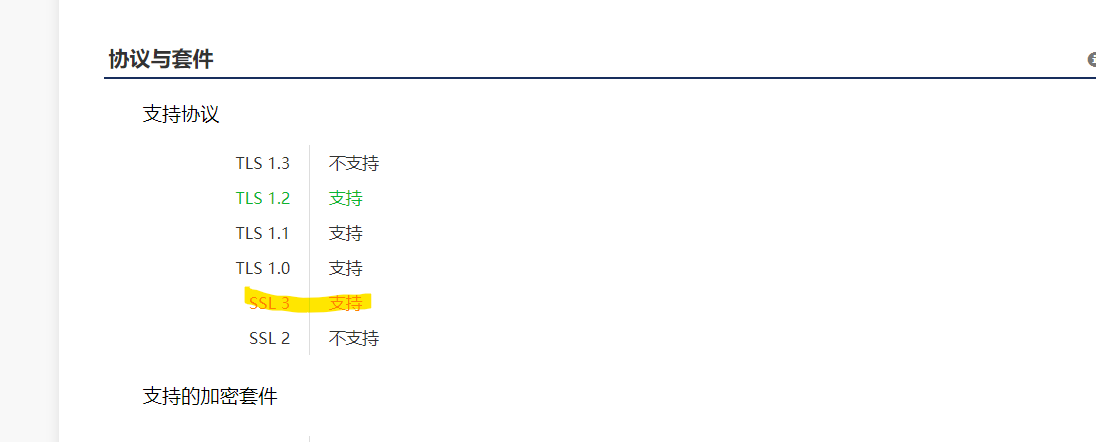 协议与套件
支持协议
TLS 1.3 不支持
TLS 1.2 支持
TLS 1.1 支持
TLS 1.0 支持
SSL 3 支持
SSL 2 不支持
支持的加密套件